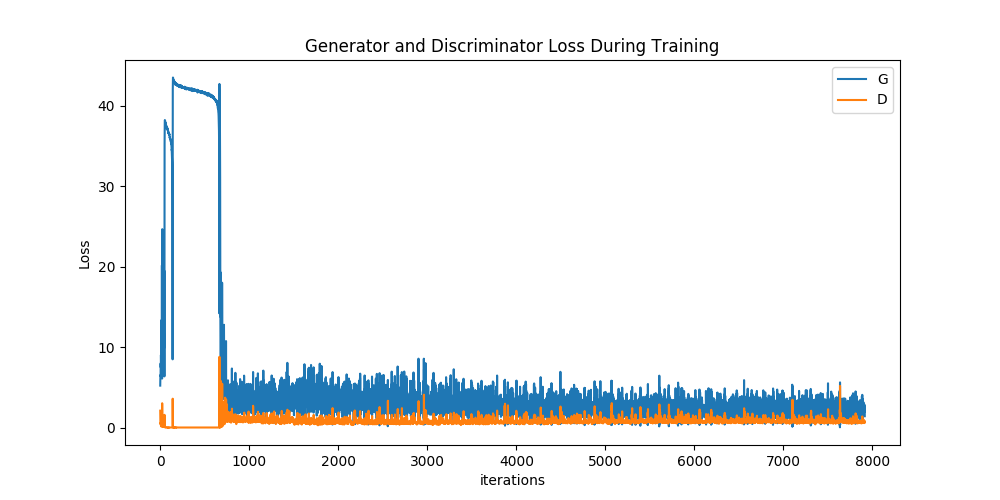 Generator and Discriminator Loss During Training
G
D
Loss
40
30
20
10
0
0 1000 2000 3000 4000 5000 6000 7000 8000
iterations